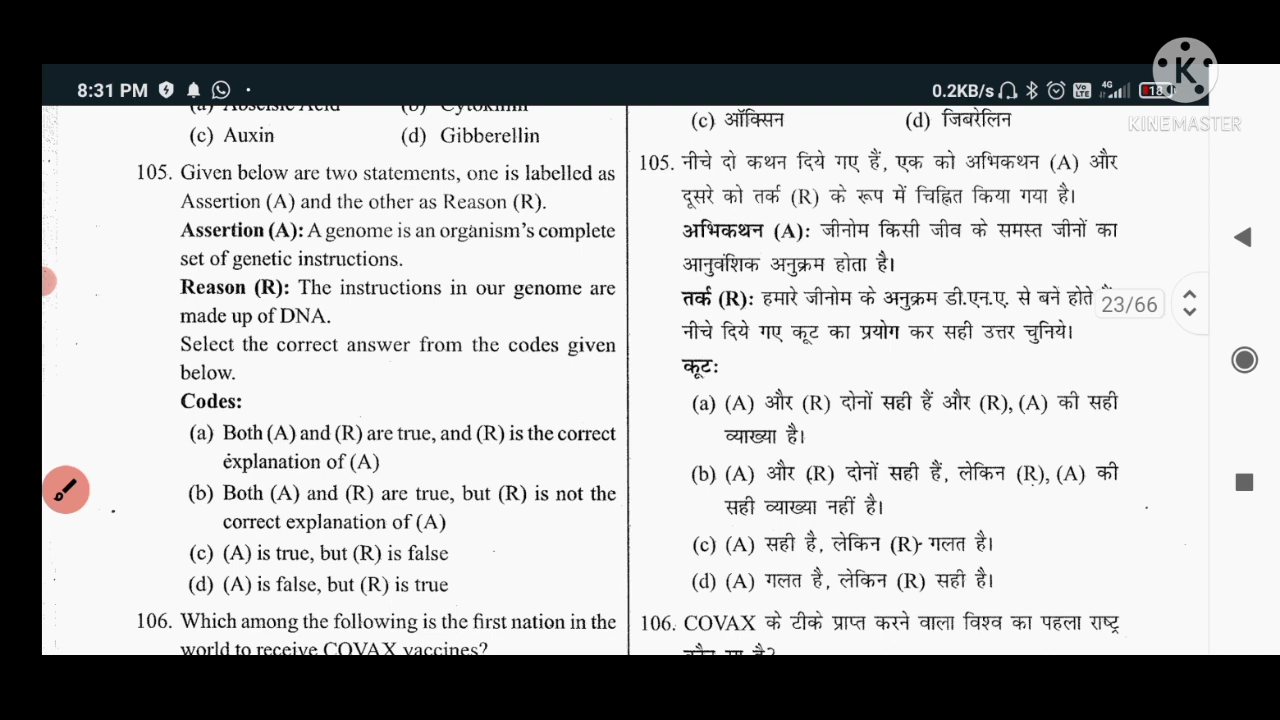 8:31 PM
0.2KB/s
4G
18
K
KINEMASTER
(a) Abscisic Acid (b) Cytokinin
(c) Auxin (d) Gibberellin
105. Given below are two statements, one is labelled as
Assertion (A) and the other as Reason (R).
Assertion (A): A genome is an organism's complete
set of genetic instructions.
Reason (R): The instructions in our genome are
made up of DNA.
Select the correct answer from the codes given
below.
Codes:
(a) Both (A) and (R) are true, and (R) is the correct
explanation of (A)
(b) Both (A) and (R) are true, but (R) is not the
correct explanation of (A)
(c) (A) is true, but (R) is false
(d) (A) is false, but (R) is true
106. Which among the following is the first nation in the
world to receive COVAX vaccines?
(c) ऑक्सिन (d) जिबरेलिन
105. नीचे दो कथन दिये गए हैं, एक को अभिकथन (A) और
दूसरे को तर्क (R) के रूप में चिह्नित किया गया है।
अभिकथन (A): जीनोम किसी जीव के समस्त जीनों का
आनुवंशिक अनुक्रम होता है।
तर्क (R): हमारे जीनोम के अनुक्रम डी.एन.ए. से बने होते
नीचे दिये गए कूट का प्रयोग कर सही उत्तर चुनिये।
कूटः
(a) (A) और (R) दोनों सही हैं और (R), (A) की सही
व्याख्या है।
(b) (A) और (R) दोनों सही हैं, लेकिन (R), (A) की
सही व्याख्या नहीं है।
(c) (A) सही है, लेकिन (R) गलत है।
(d) (A) गलत है, लेकिन (R) सही है।
106. COVAX के टीके प्राप्त करने वाला विश्व का पहला राष्ट्र
23/66